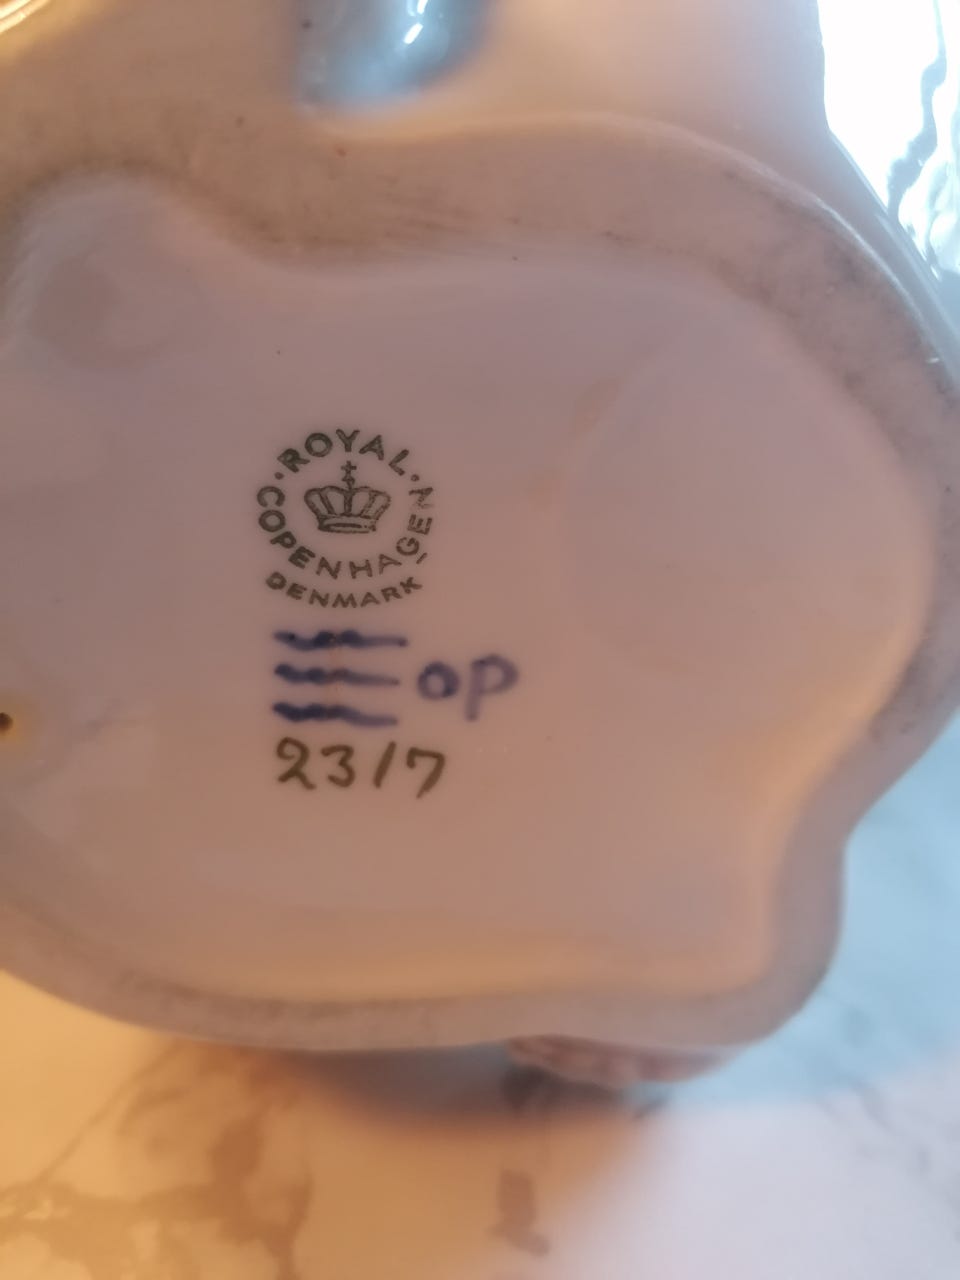 ROYAL
COPENHAGEN
DENMARK
OP
2317